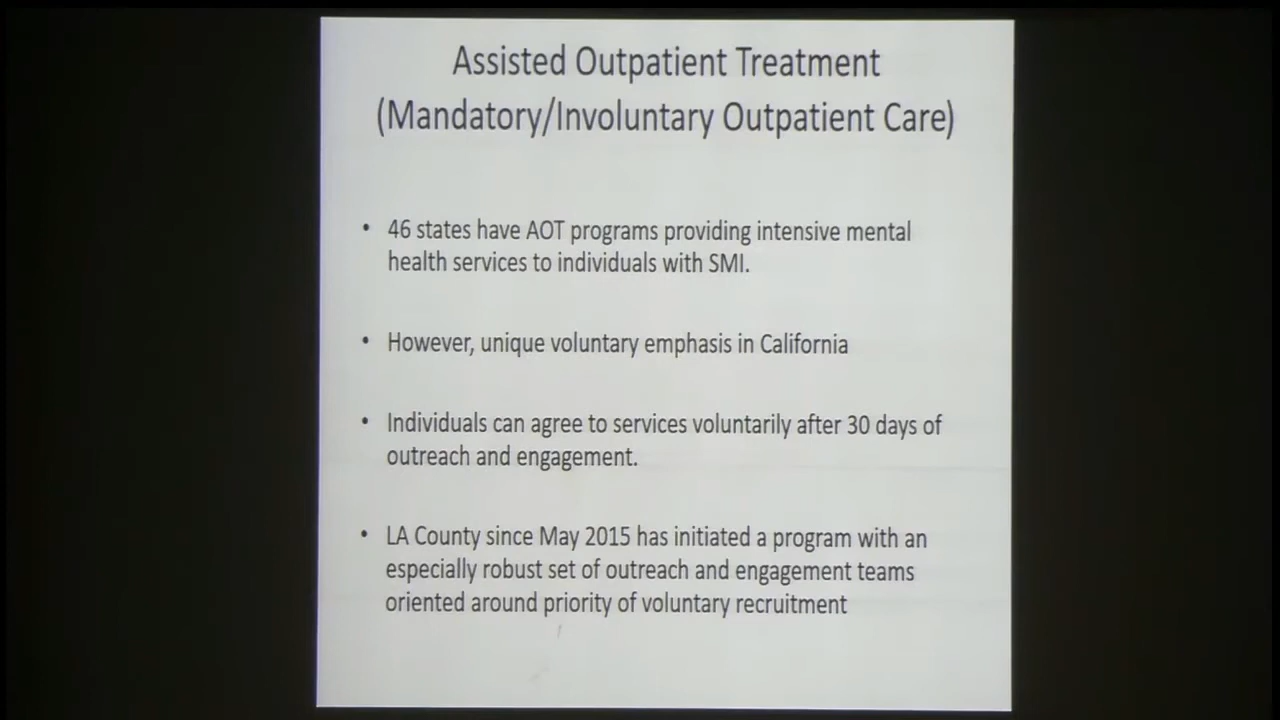 Assisted Outpatient Treatment
(Mandatory/Involuntary Outpatient Care)
• 46 states have AOT programs providing intensive mental
health services to individuals with SMI.
• However, unique voluntary emphasis in California
• Individuals can agree to services voluntarily after 30 days of
outreach and engagement.
• LA County since May 2015 has initiated a program with an
especially robust set of outreach and engagement teams
oriented around priority of voluntary recruitment